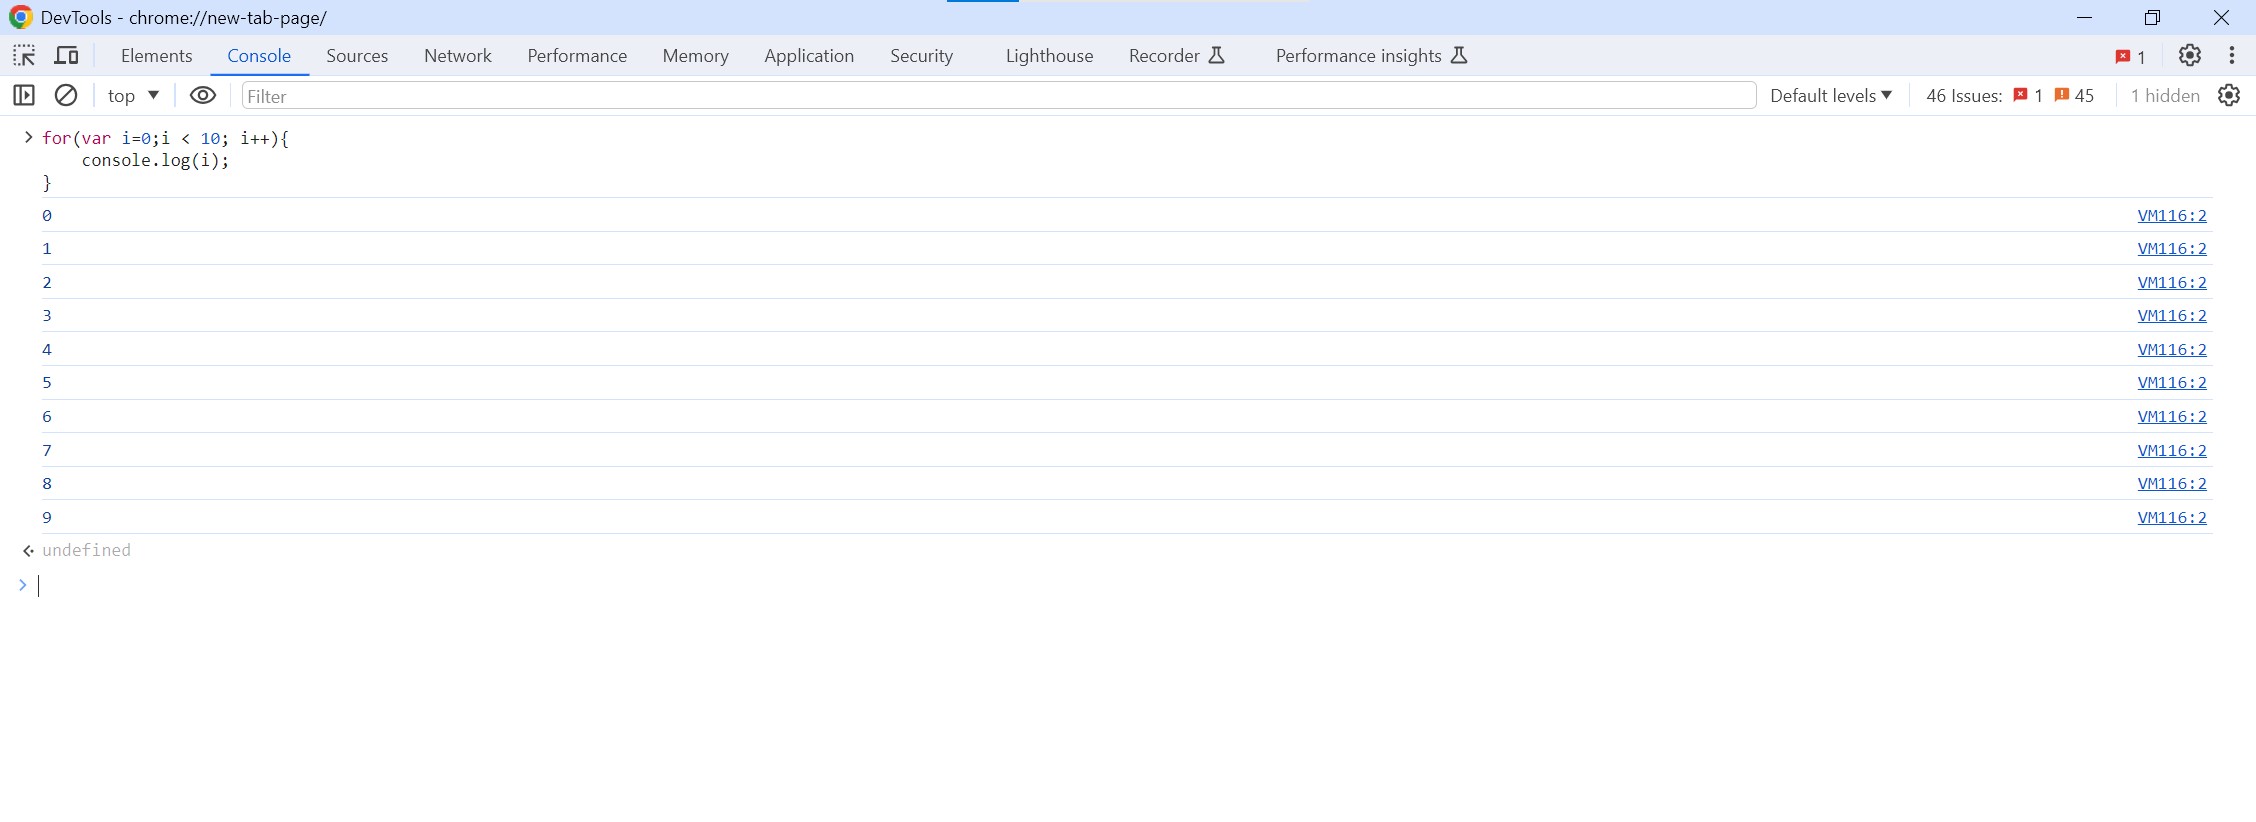 DevTools - chrome://new-tab-page/
Elements Console Sources Network Performance Memory Application Security Lighthouse Recorder Performance insights 1
top Filter Default levels 46 Issues: 1 45 1 hidden
for(var i=0;i < 10; i++){
    console.log(i);
}
0 VM116:2
1 VM116:2
2 VM116:2
3 VM116:2
4 VM116:2
5 VM116:2
6 VM116:2
7 VM116:2
8 VM116:2
9 VM116:2
undefined